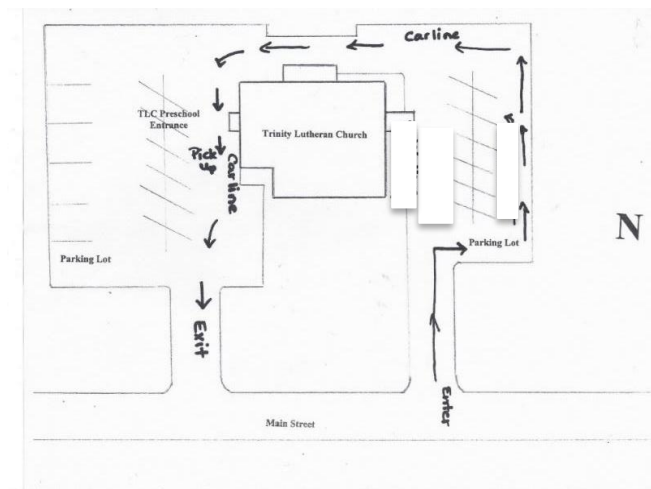 Carline
TLC Preschool
Entrance
Trinity Lutheran Church
Pick
Up
Carline
N
Parking Lot
Parking Lot
Exit
Enter
Main Street